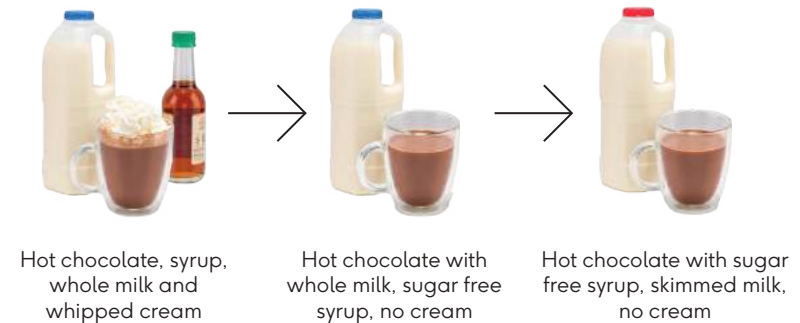 Hot chocolate, syrup,
whole milk and
whipped cream
Hot chocolate with
whole milk, sugar free
syrup, no cream
Hot chocolate with sugar
free syrup, skimmed milk,
no cream